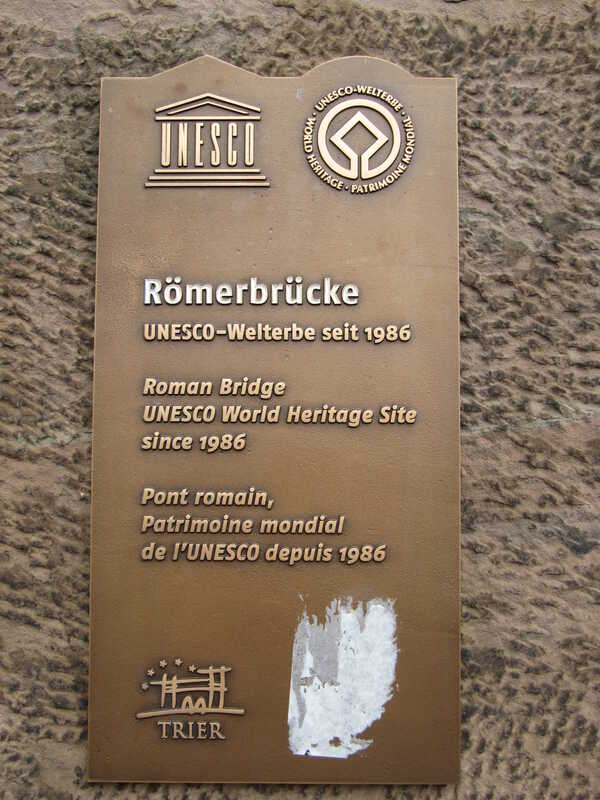 UNESCO
UNESCO-WELTERBE · WORLD HERITAGE · PATRIMOINE MONDIAL ·
Römerbrücke
UNESCO-Welterbe seit 1986
Roman Bridge
UNESCO World Heritage Site
since 1986
Pont romain,
Patrimoine mondial
de l'UNESCO depuis 1986
TRIER